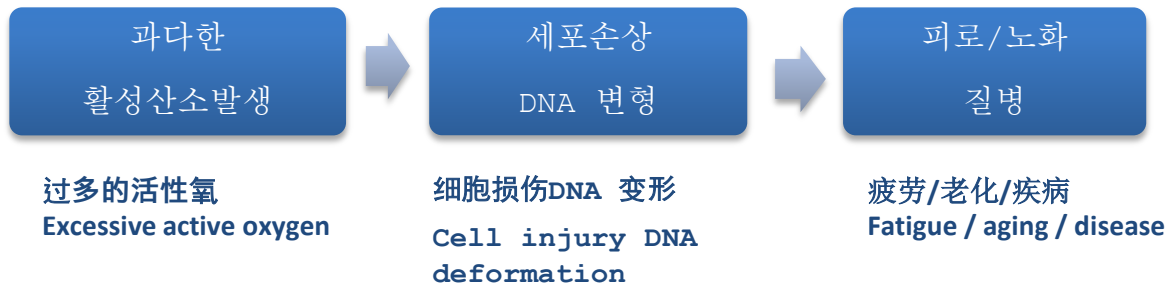 과다한
활성산소발생
세포손상
DNA 변형
피로/노화
질병
过多的活性氧
Excessive active oxygen
细胞损伤DNA 变形
Cell injury DNA
deformation
疲劳/老化/疾病
Fatigue / aging / disease